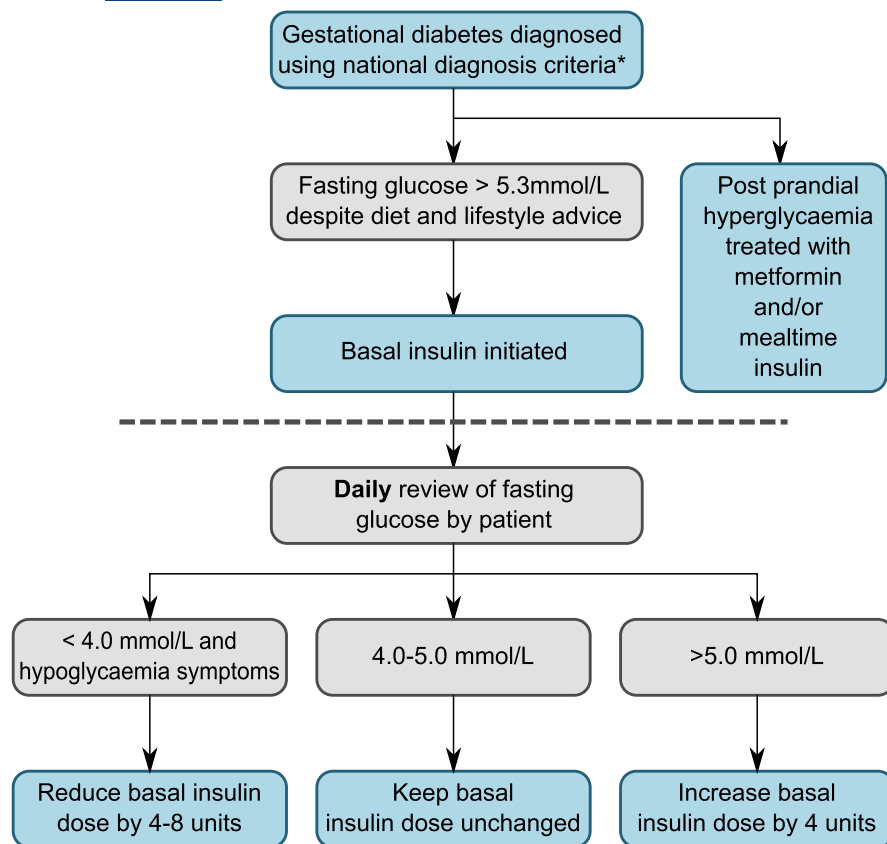 Gestational diabetes diagnosed
using national diagnosis criteria*
Fasting glucose > 5.3mmol/L
despite diet and lifestyle advice
Post prandial
hyperglycaemia
treated with
metformin
and/or
mealtime
insulin
Basal insulin initiated
Daily review of fasting
glucose by patient
< 4.0 mmol/L and
hypoglycaemia symptoms
4.0-5.0 mmol/L
>5.0 mmol/L
Reduce basal insulin
dose by 4-8 units
Keep basal
insulin dose unchanged
Increase basal
insulin dose by 4 units